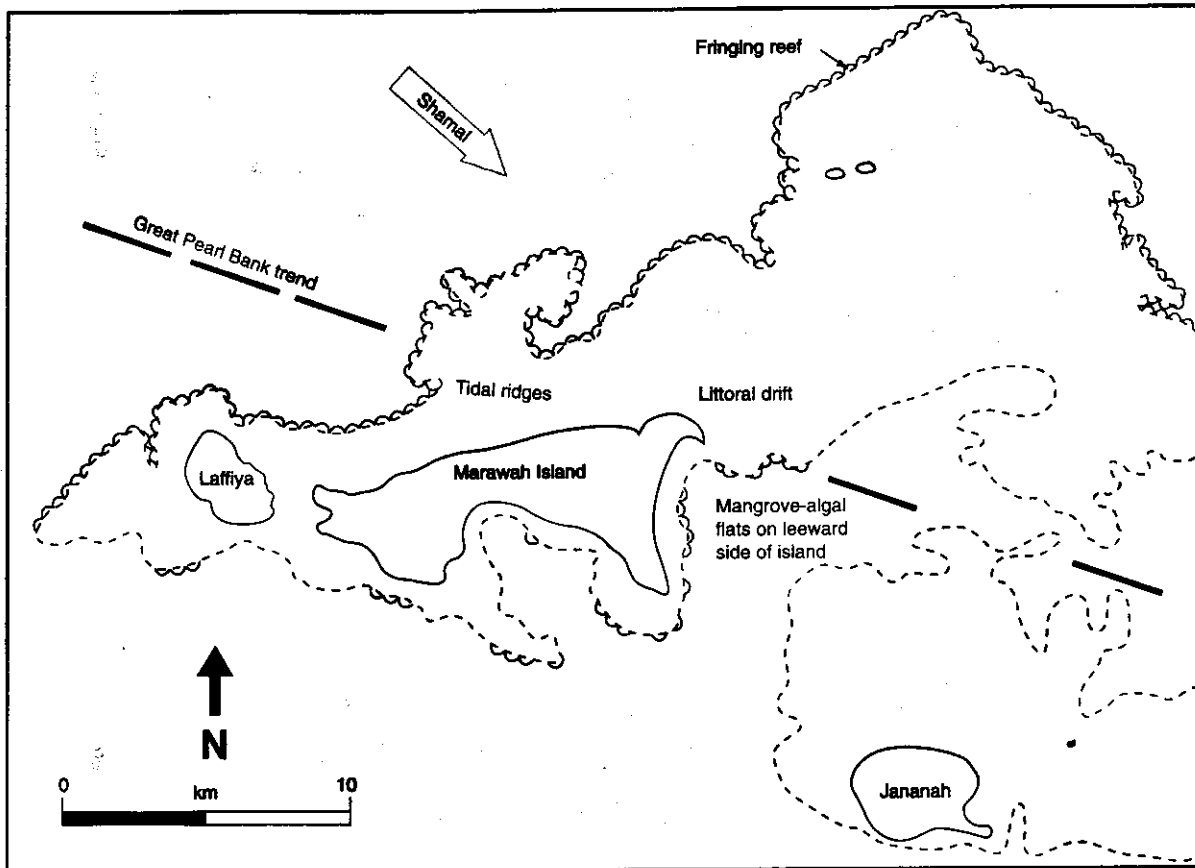 Fringing reef
Shamal
Great Pearl Bank trend
Tidal ridges
Littoral drift
Laffiya
Marawah Island
Mangrove-algal
flats on leeward
side of island
N
0 10
km
Jananah